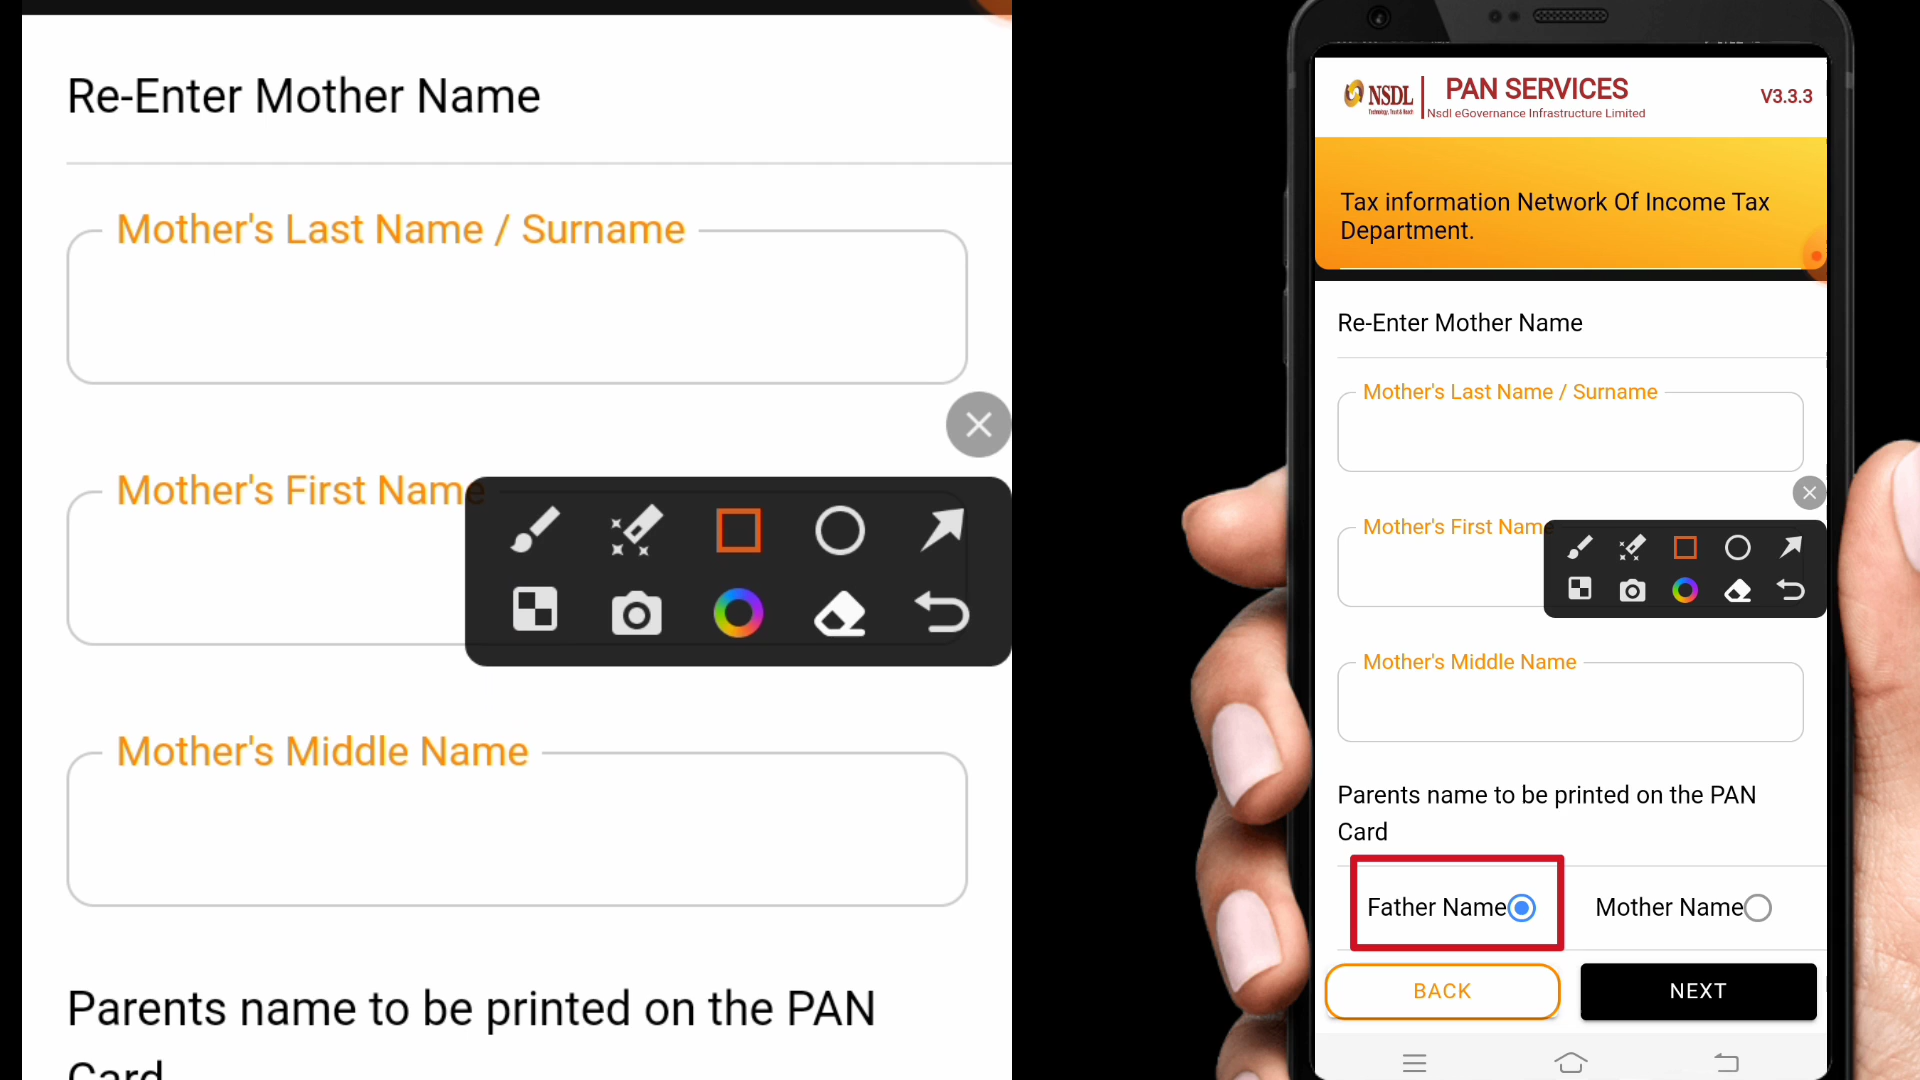 Re-Enter Mother Name
Mother's Last Name / Surname
Mother's First Name
Mother's Middle Name
Parents name to be printed on the PAN
Card
NSDL
Technology, Trust & Reach
PAN SERVICES
Nsdl eGovernance Infrastructure Limited
V3.3.3
Tax information Network Of Income Tax
Department.
Re-Enter Mother Name
Mother's Last Name / Surname
Mother's First Name
Mother's Middle Name
Parents name to be printed on the PAN
Card
Father Name
Mother Name
BACK
NEXT